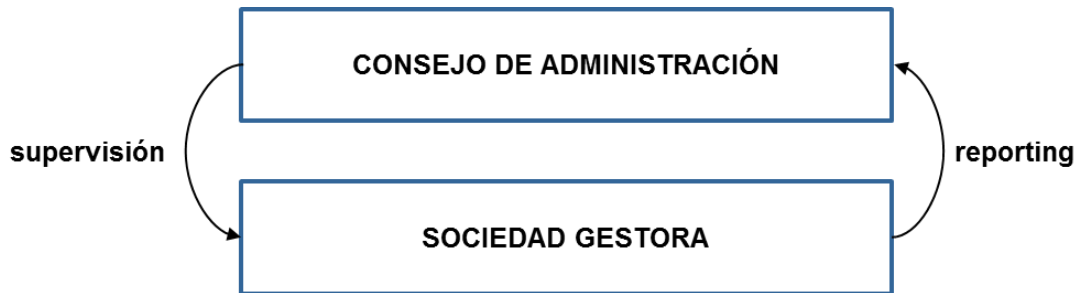 CONSEJO DE ADMINISTRACIÓN
supervisión
reporting
SOCIEDAD GESTORA